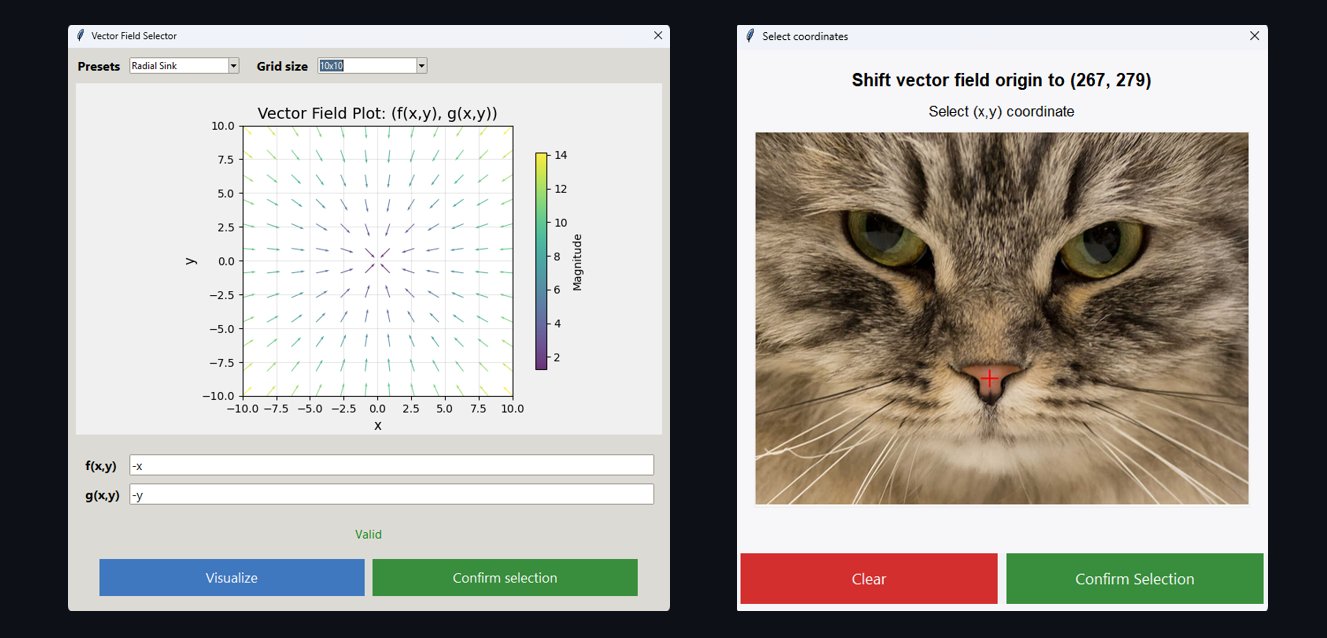 Vector Field Selector
Presets Radial Sink Grid size 10x10
Vector Field Plot: (f(x,y), g(x,y))
10.0
7.5
5.0
2.5
0.0
−2.5
−5.0
−7.5
−10.0
y
−10.0 −7.5 −5.0 −2.5 0.0 2.5 5.0 7.5 10.0
x
14
12
10
8
6
4
2
Magnitude
f(x,y) -x
g(x,y) -y
Valid
Visualize Confirm selection
Select coordinates
Shift vector field origin to (267, 279)
Select (x,y) coordinate
Clear Confirm Selection